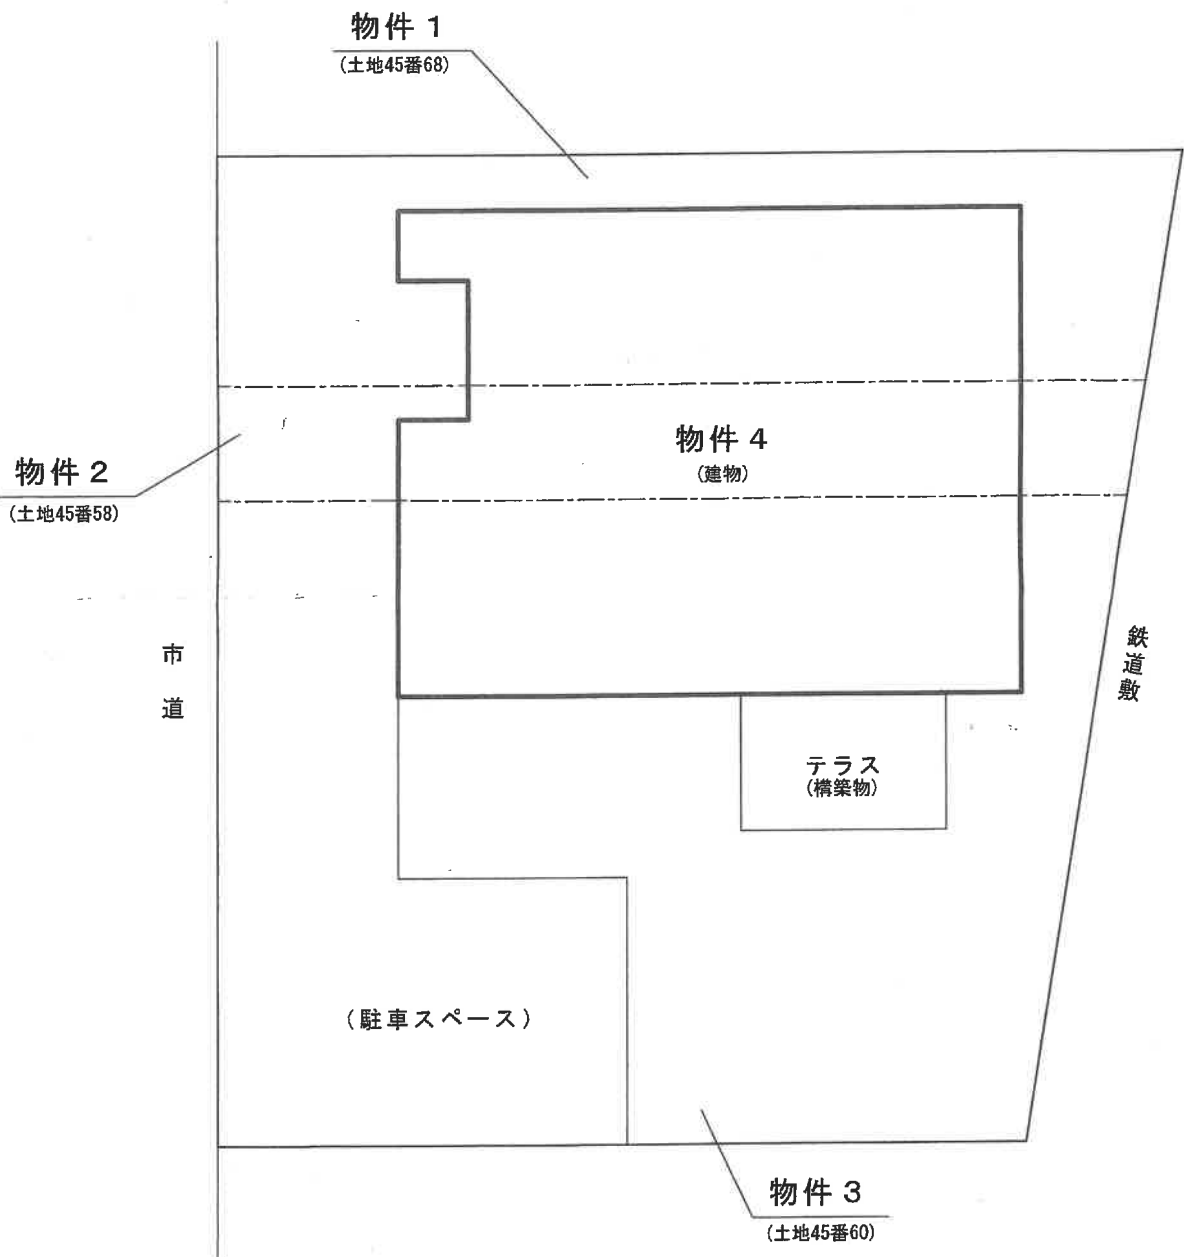 物件１
(土地45番68)
物件４
(建物)
物件２
(土地45番58)
市道
鉄道敷
テラス
(構築物)
(駐車スペース)
物件３
(土地45番60)